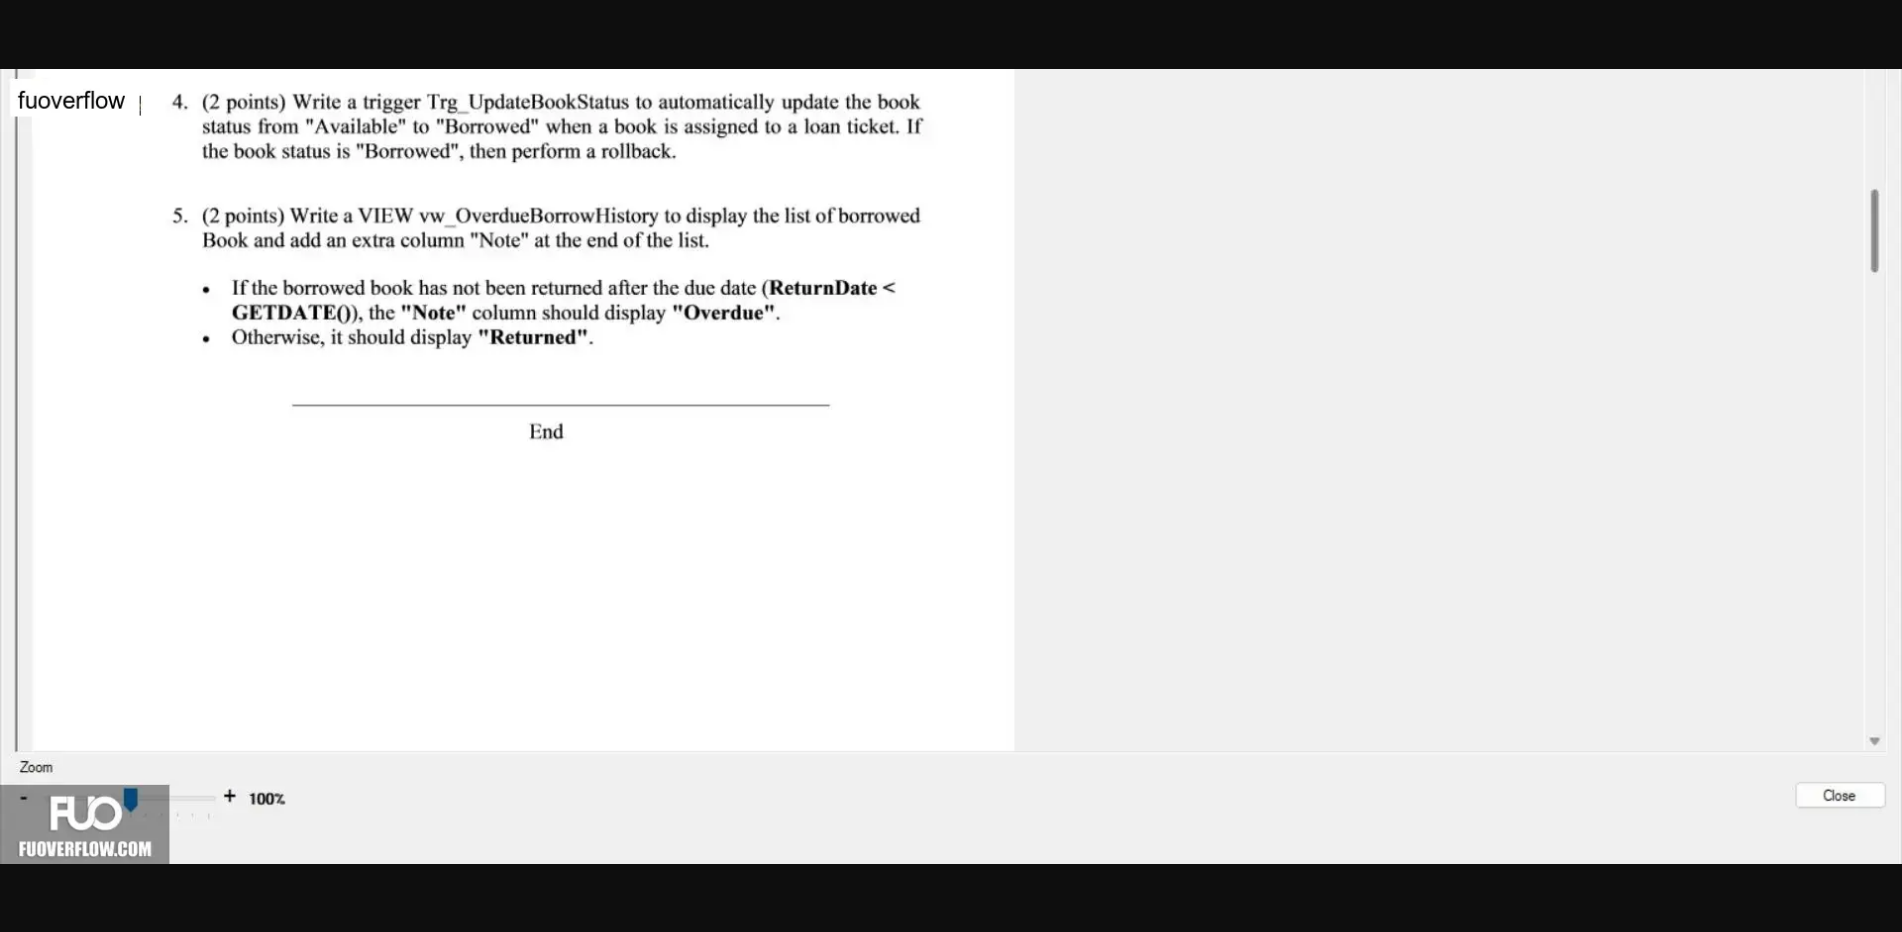 fuoverflow
4. (2 points) Write a trigger Trg_UpdateBookStatus to automatically update the book
status from "Available" to "Borrowed" when a book is assigned to a loan ticket. If
the book status is "Borrowed", then perform a rollback.
5. (2 points) Write a VIEW vw_OverdueBorrowHistory to display the list of borrowed
Book and add an extra column "Note" at the end of the list.
• If the borrowed book has not been returned after the due date (ReturnDate <
GETDATE()), the "Note" column should display "Overdue".
• Otherwise, it should display "Returned".
End
Zoom
- + 100%
Close
FUO
FUOVERFLOW.COM